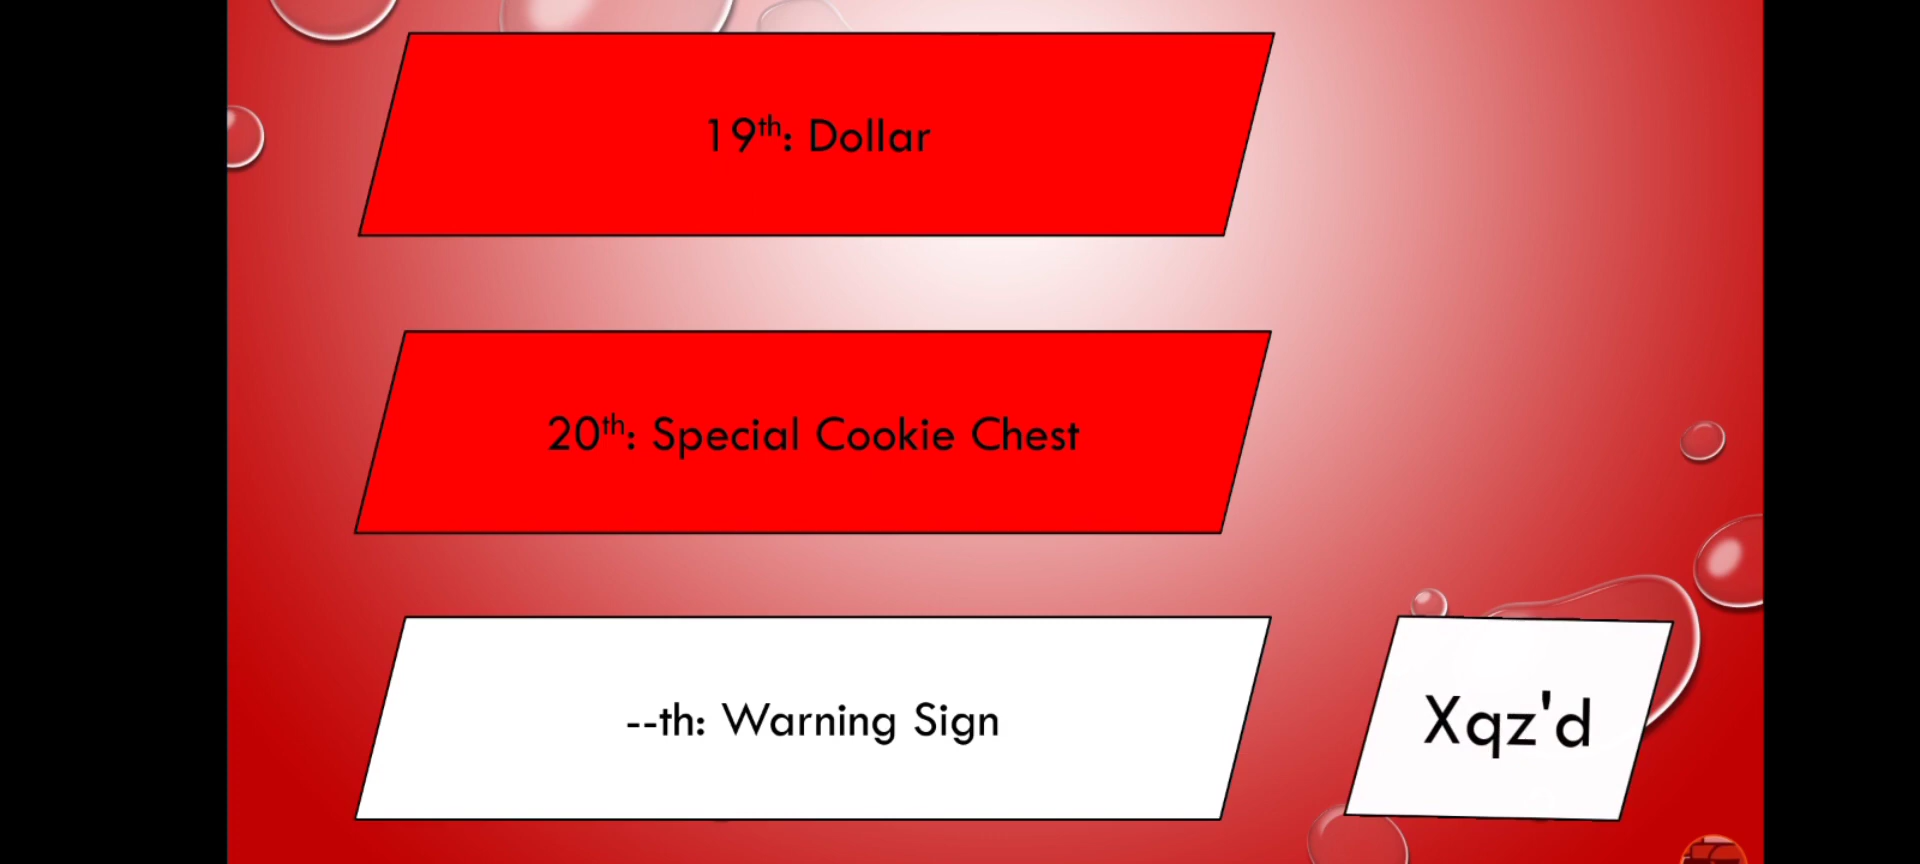 19th: Dollar
20th: Special Cookie Chest
--th: Warning Sign
Xqz'd